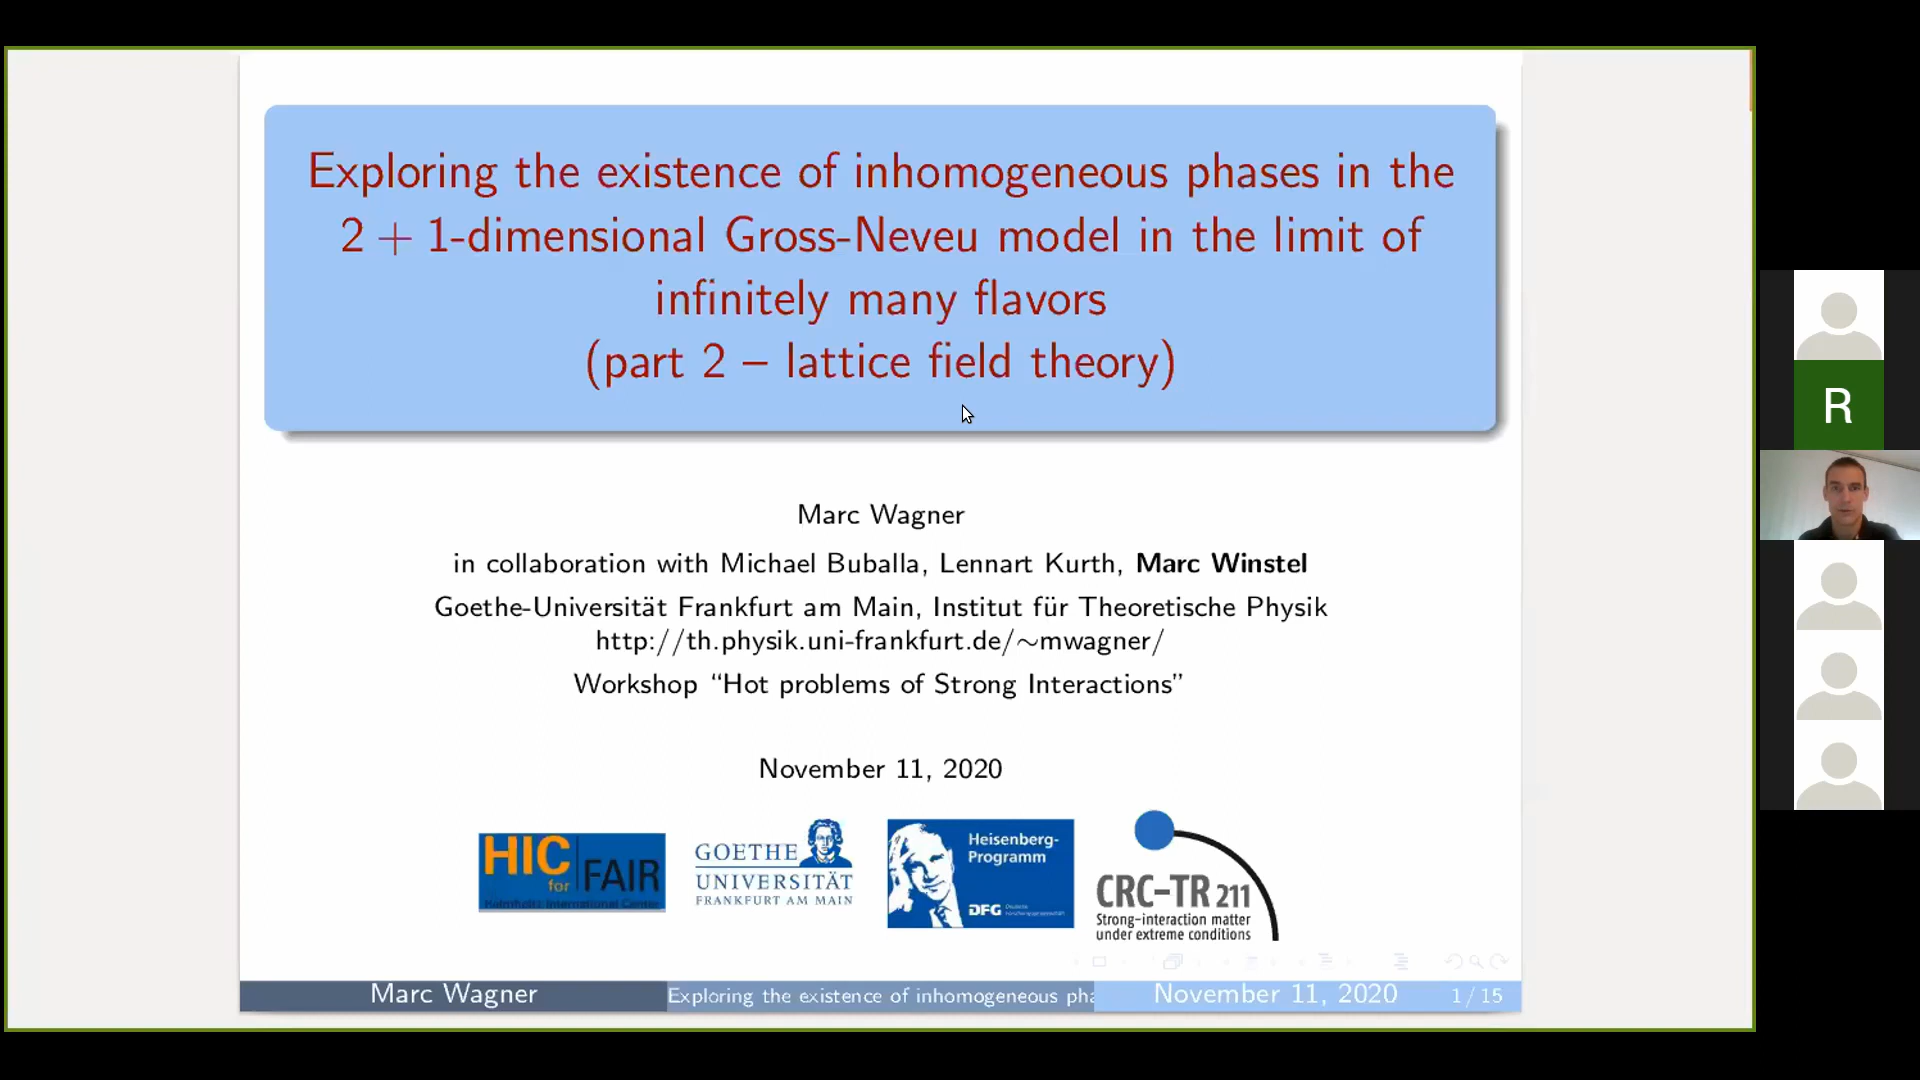 Exploring the existence of inhomogeneous phases in the
2 + 1-dimensional Gross-Neveu model in the limit of
infinitely many flavors
(part 2 – lattice field theory)
Marc Wagner
in collaboration with Michael Buballa, Lennart Kurth, Marc Winstel
Goethe-Universität Frankfurt am Main, Institut für Theoretische Physik
http://th.physik.uni-frankfurt.de/∼mwagner/
Workshop “Hot problems of Strong Interactions”
November 11, 2020
HIC
for FAIR
Helmholtz International Center
GOETHE
UNIVERSITÄT
FRANKFURT AM MAIN
Heisenberg-
Programm
DFG
CRC-TR 211
Strong-interaction matter
under extreme conditions
R
Marc Wagner
Exploring the existence of inhomogeneous pha
November 11, 2020
1 / 15